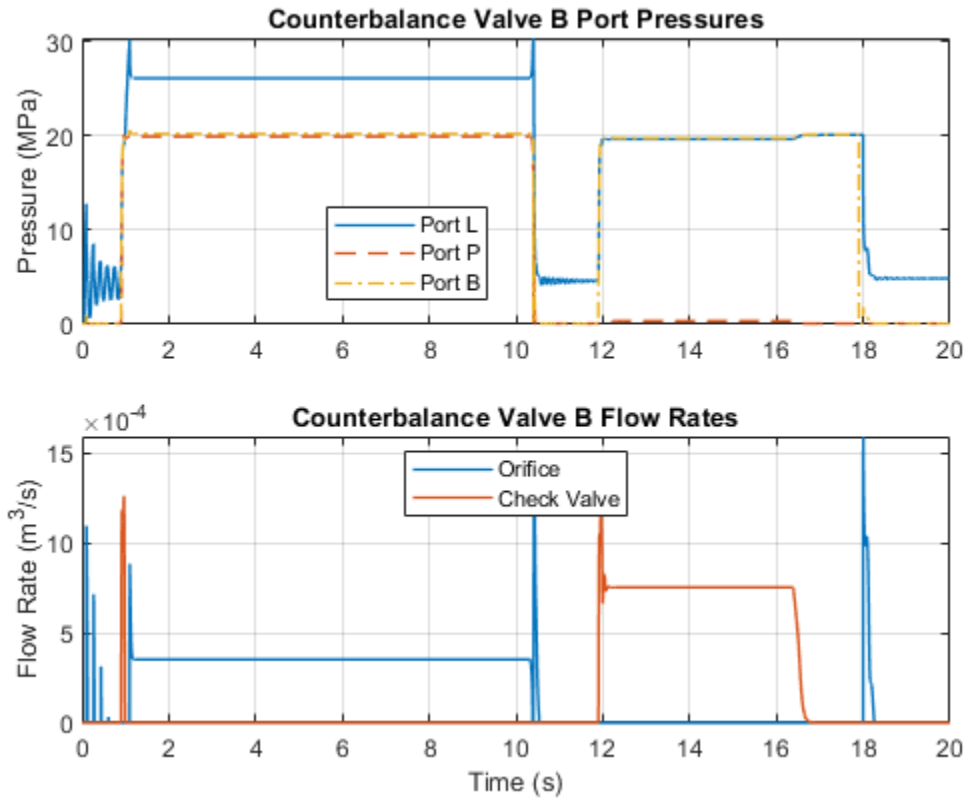 Counterbalance Valve B Port Pressures
Pressure (MPa)
30
20
10
0
Port L
Port P
Port B
0 2 4 6 8 10 12 14 16 18 20
Counterbalance Valve B Flow Rates
×10⁻⁴
Flow Rate (m³/s)
15
10
5
0
Orifice
Check Valve
0 2 4 6 8 10 12 14 16 18 20
Time (s)